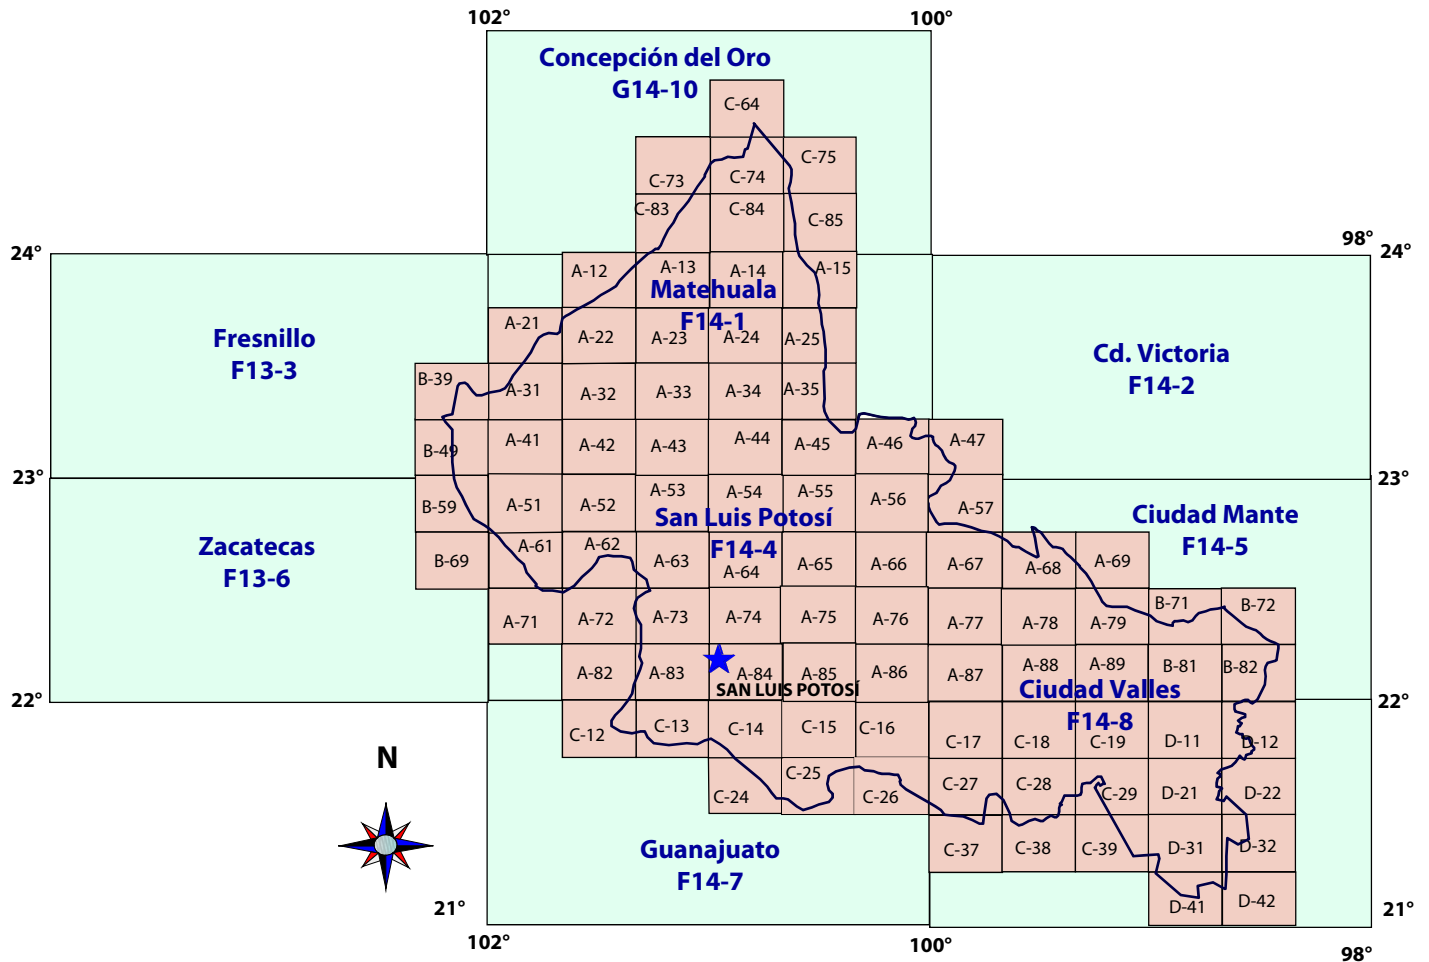 102°
100°
Concepción del Oro
G14-10
C-64
C-75
C-73
C-74
C-83
C-84
C-85
98°
24°
24°
A-12
A-13
A-14
A-15
Matehuala
F14-1
A-21
A-22
A-23
A-24
A-25
Fresnillo
F13-3
Cd. Victoria
F14-2
B-39
A-31
A-32
A-33
A-34
A-35
B-49
A-41
A-42
A-43
A-44
A-45
A-46
A-47
23°
23°
B-59
A-51
A-52
A-53
A-54
A-55
A-56
A-57
San Luis Potosí
F14-4
Ciudad Mante
F14-5
Zacatecas
F13-6
B-69
A-61
A-62
A-63
A-64
A-65
A-66
A-67
A-68
A-69
A-71
A-72
A-73
A-74
A-75
A-76
A-77
A-78
A-79
B-71
B-72
A-82
A-83
A-84
A-85
A-86
A-87
A-88
A-89
B-81
B-82
SAN LUIS POTOSÍ
Ciudad Valles
F14-8
22°
22°
C-12
C-13
C-14
C-15
C-16
C-17
C-18
C-19
D-11
D-12
N
C-24
C-25
C-26
C-27
C-28
C-29
D-21
D-22
Guanajuato
F14-7
C-37
C-38
C-39
D-31
D-32
D-41
D-42
21°
21°
102°
100°
98°